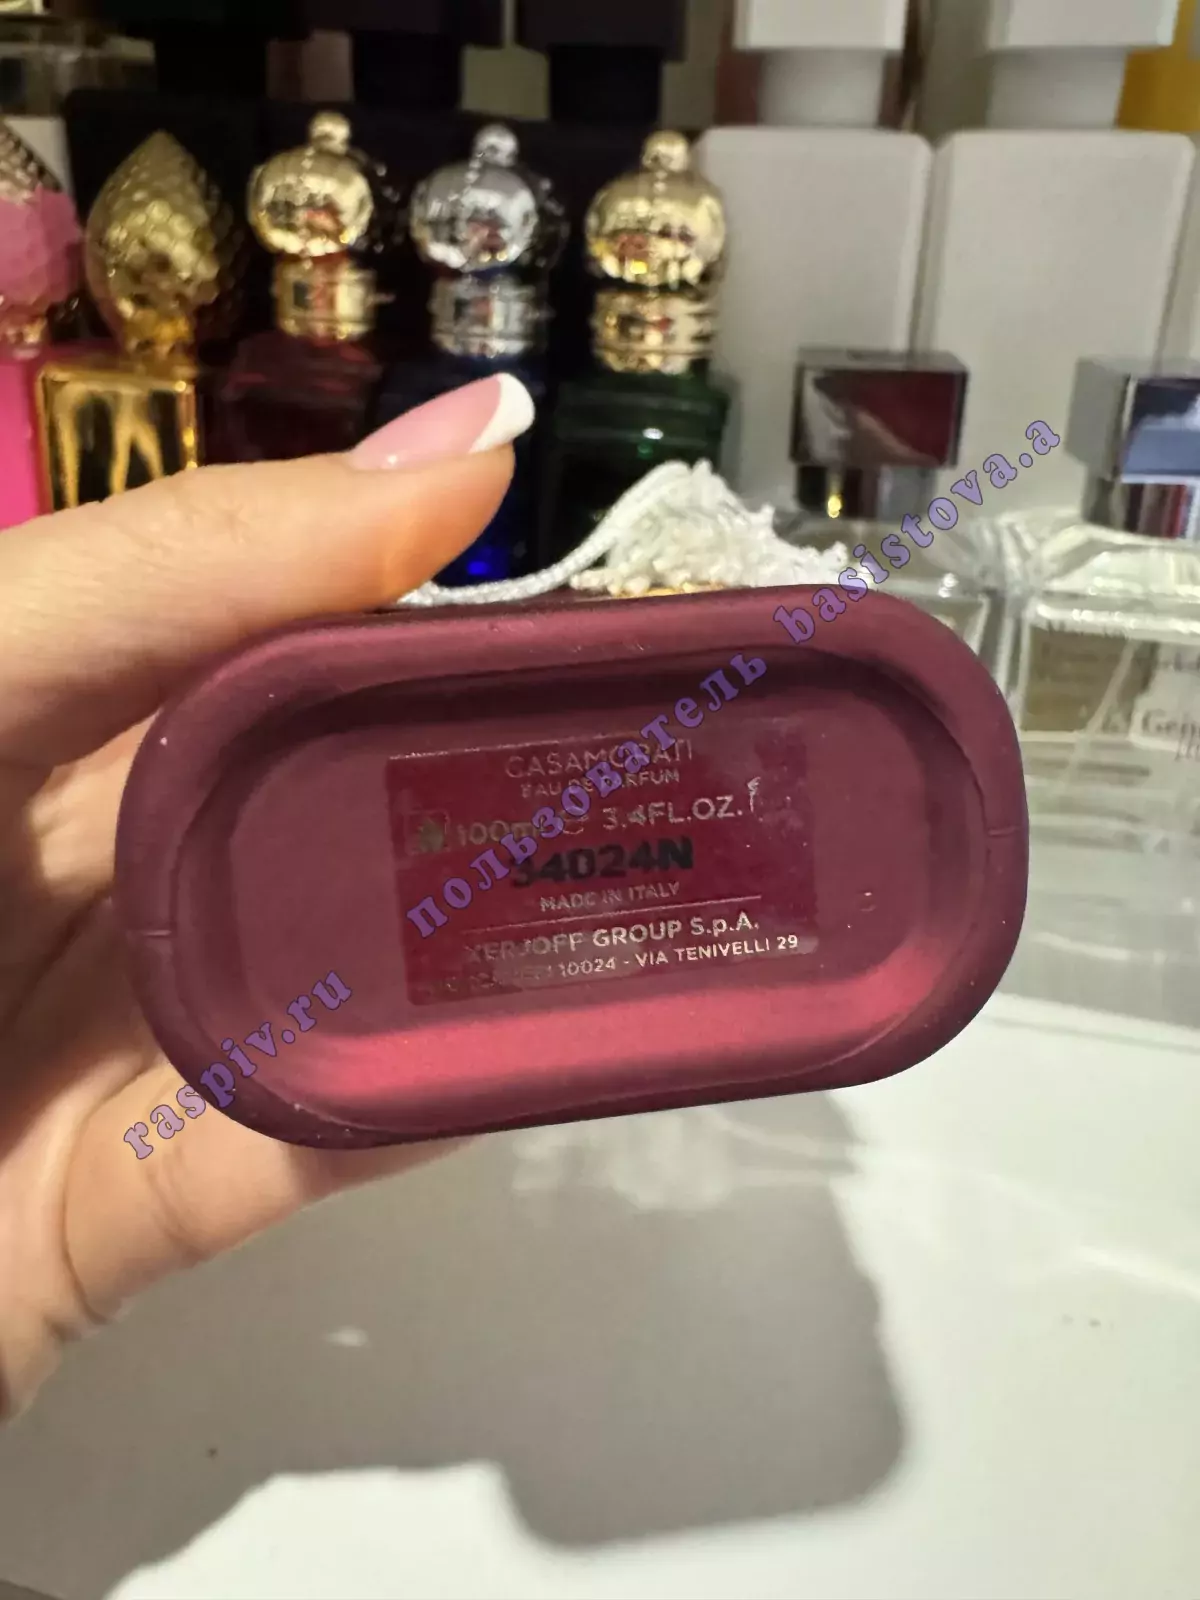 CASAMORATI
EAU DE PARFUM
100ml e 3.4FL.OZ.
34D24N
MADE IN ITALY
XERJOFF GROUP S.p.A.
10024 - VIA TENIVELLI 29
raspiv.ru пользователь basistova.a